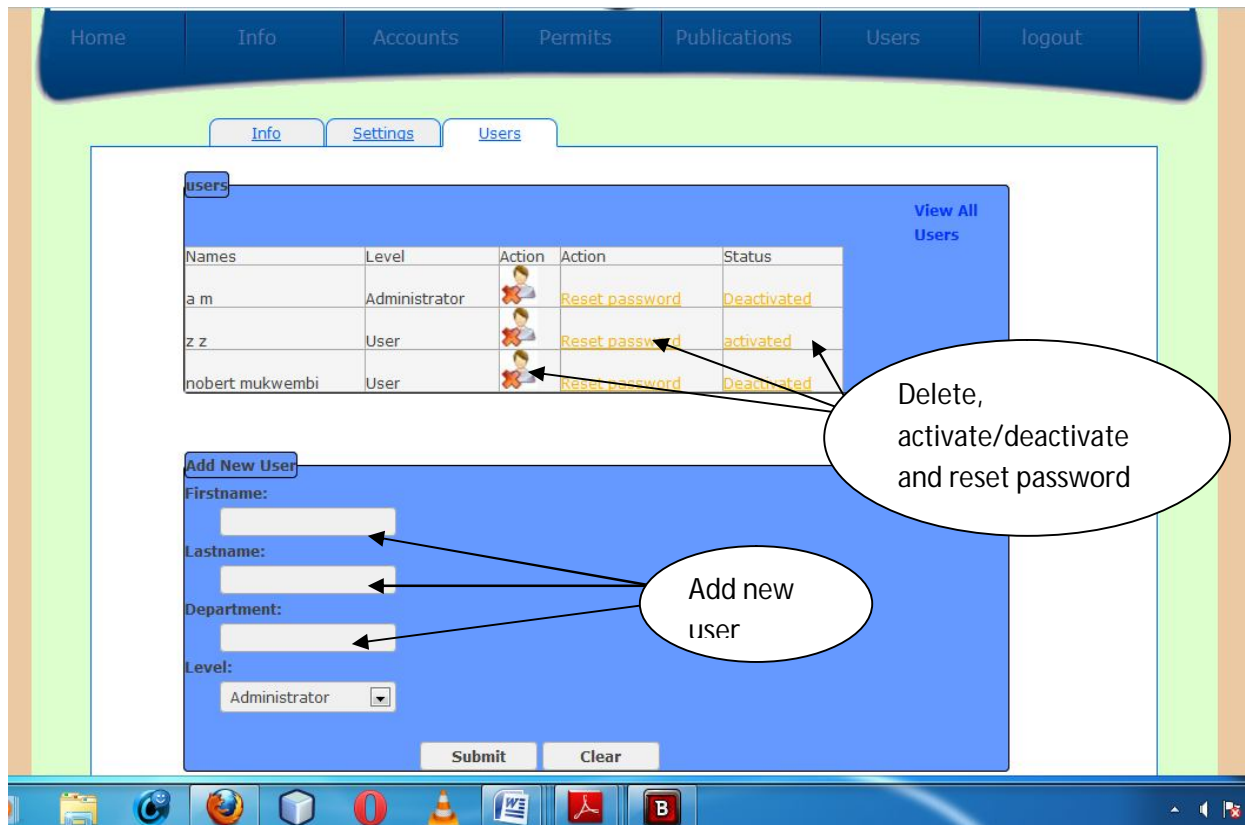 Home Info Accounts Permits Publications Users logout
Info Settings Users
users
View All
Users
Names Level Action Action Status
a m Administrator Reset password Deactivated
z z User Reset password activated
nobert mukwembi User Reset password Deactivated
Delete,
activate/deactivate
and reset password
Add New User
Firstname:
Lastname:
Add new
user
Department:
Level:
Administrator
Submit Clear
W
B